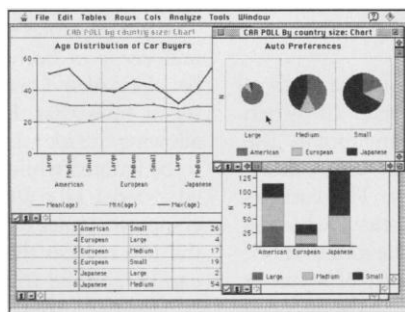 File Edit Tables Rows Cols Analyze Tools Window
CAR POLL By country size: Chart
Age Distribution of Car Buyers
60
40
20
0
Large
Medium
Small
Large
Medium
Small
Large
Medium
American
European
Japanese
Mean(age)
Min(age)
Max(age)
CAR POLL By country size: Chart
Auto Preferences
N
Large
Medium
Small
American
European
Japanese
3 American Small 26
4 European Large 4
5 European Medium 17
6 European Small 19
7 Japanese Large 2
8 Japanese Medium 54
N
125
100
75
50
25
0
American
European
Japanese
Large
Medium
Small